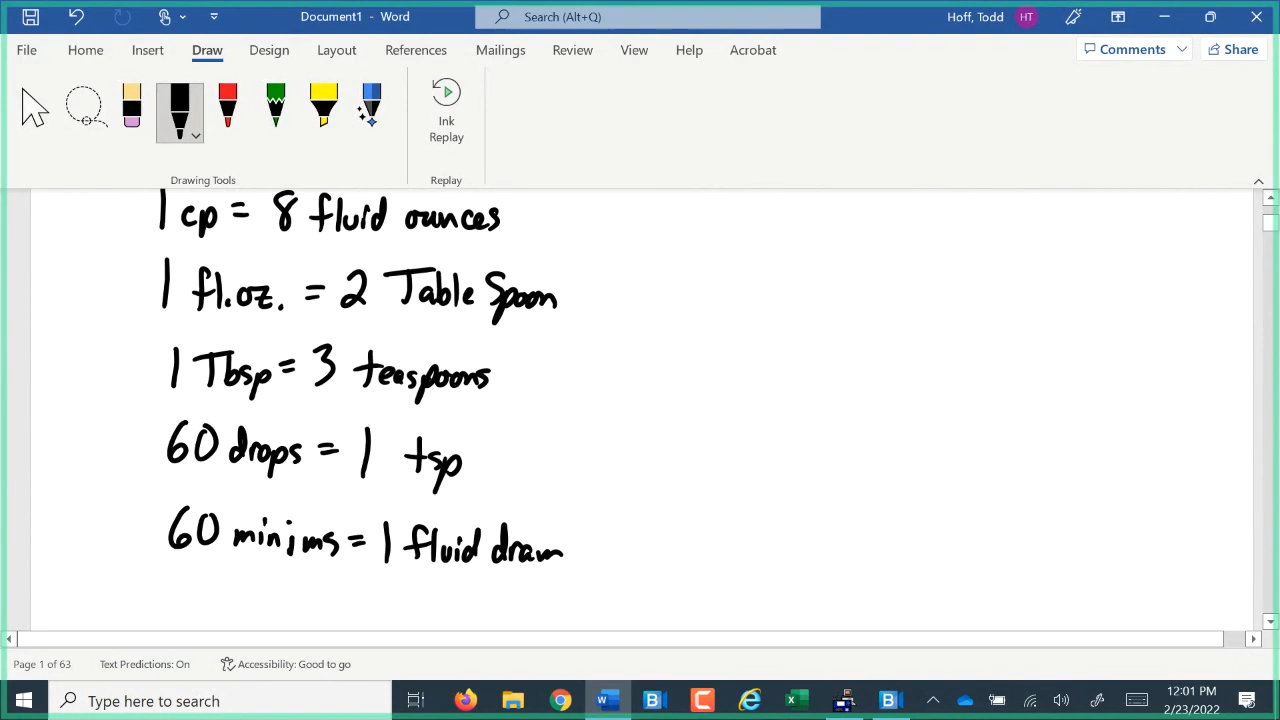 Document1 - Word
Search (Alt+Q)
Hoff, Todd
HT
File Home Insert Draw Design Layout References Mailings Review View Help Acrobat
Comments
Share
Ink Replay
Drawing Tools
Replay
1 cp = 8 fluid ounces
1 fl.oz. = 2 Table Spoon
1 Tbsp = 3 teaspoons
60 drops = 1 tsp
60 minims = 1 fluid dram
Page 1 of 63
Text Predictions: On
Accessibility: Good to go
Type here to search
12:01 PM
2/23/2022